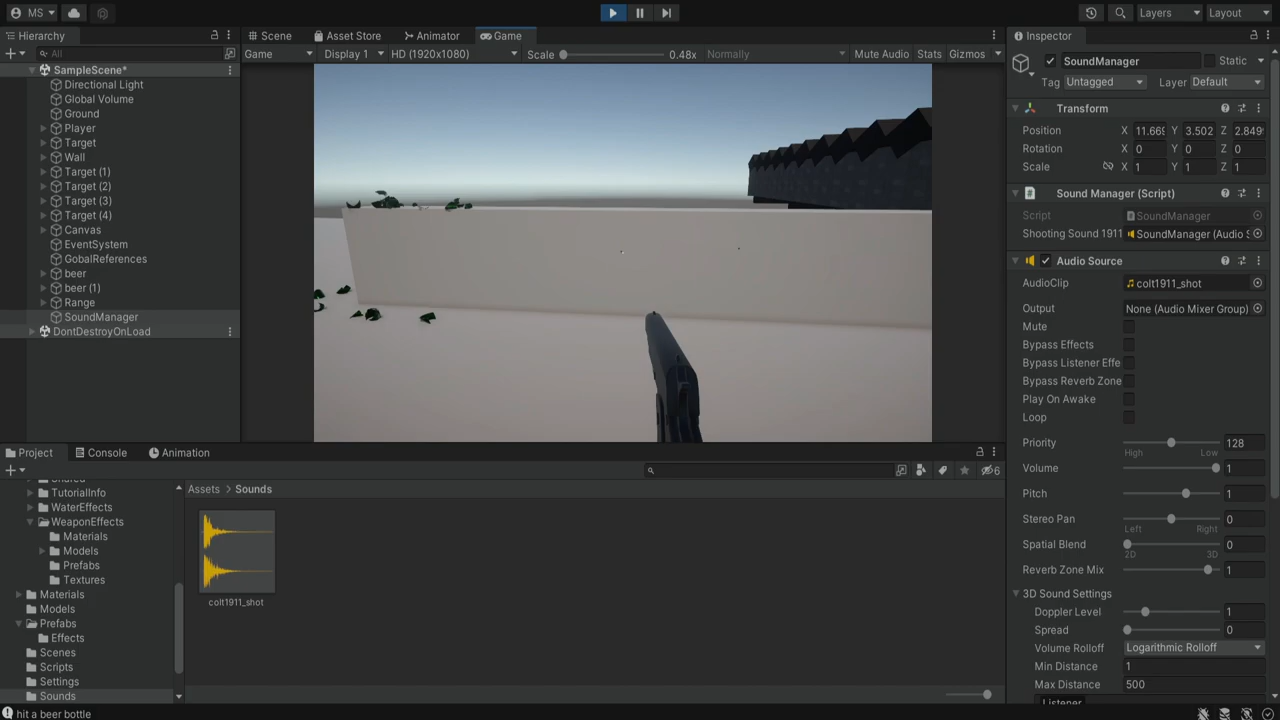 MS
Layers
Layout
Hierarchy
All
SampleScene*
Directional Light
Global Volume
Ground
Player
Target
Wall
Target (1)
Target (2)
Target (3)
Target (4)
Canvas
EventSystem
GobalReferences
beer
beer (1)
Range
SoundManager
DontDestroyOnLoad
Scene
Asset Store
Animator
Game
Game
Display 1
HD (1920x1080)
Scale
0.48x
Normally
Mute Audio
Stats
Gizmos
Inspector
SoundManager
Static
Tag
Untagged
Layer
Default
Transform
Position
X
11.669
Y
3.502
Z
2.849
Rotation
X
0
Y
0
Z
0
Scale
X
1
Y
1
Z
1
Sound Manager (Script)
Script
SoundManager
Shooting Sound 1911
SoundManager (Audio S
Audio Source
AudioClip
colt1911_shot
Output
None (Audio Mixer Group)
Mute
Bypass Effects
Bypass Listener Effe
Bypass Reverb Zone
Play On Awake
Loop
Priority
128
High
Low
Volume
1
Pitch
1
Stereo Pan
0
Left
Right
Spatial Blend
0
2D
3D
Reverb Zone Mix
1
3D Sound Settings
Doppler Level
1
Spread
0
Volume Rolloff
Logarithmic Rolloff
Min Distance
1
Max Distance
500
Listener
Project
Console
Animation
6
TutorialInfo
WaterEffects
WeaponEffects
Materials
Models
Prefabs
Textures
Materials
Models
Prefabs
Effects
Scenes
Scripts
Settings
Sounds
Assets
Sounds
colt1911_shot
hit a beer bottle